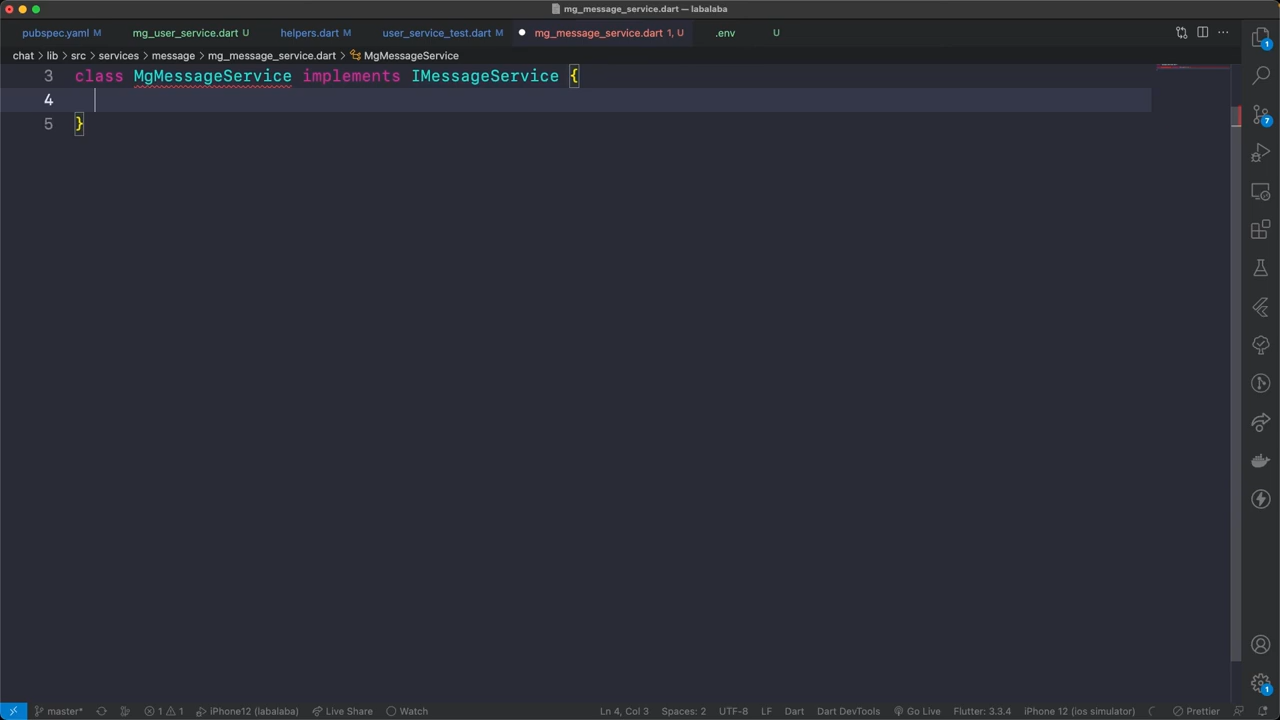 mg_message_service.dart — labalaba
pubspec.yaml M mg_user_service.dart U helpers.dart M user_service_test.dart M mg_message_service.dart 1, U .env U
chat > lib > src > services > message > mg_message_service.dart > MgMessageService
3 class MgMessageService implements IMessageService {
4
5 }
1
7
1
master* 1 1 iPhone12 (labalaba) Live Share Watch Ln 4, Col 3 Spaces: 2 UTF-8 LF Dart Dart DevTools Go Live Flutter: 3.3.4 iPhone 12 (ios simulator) Prettier